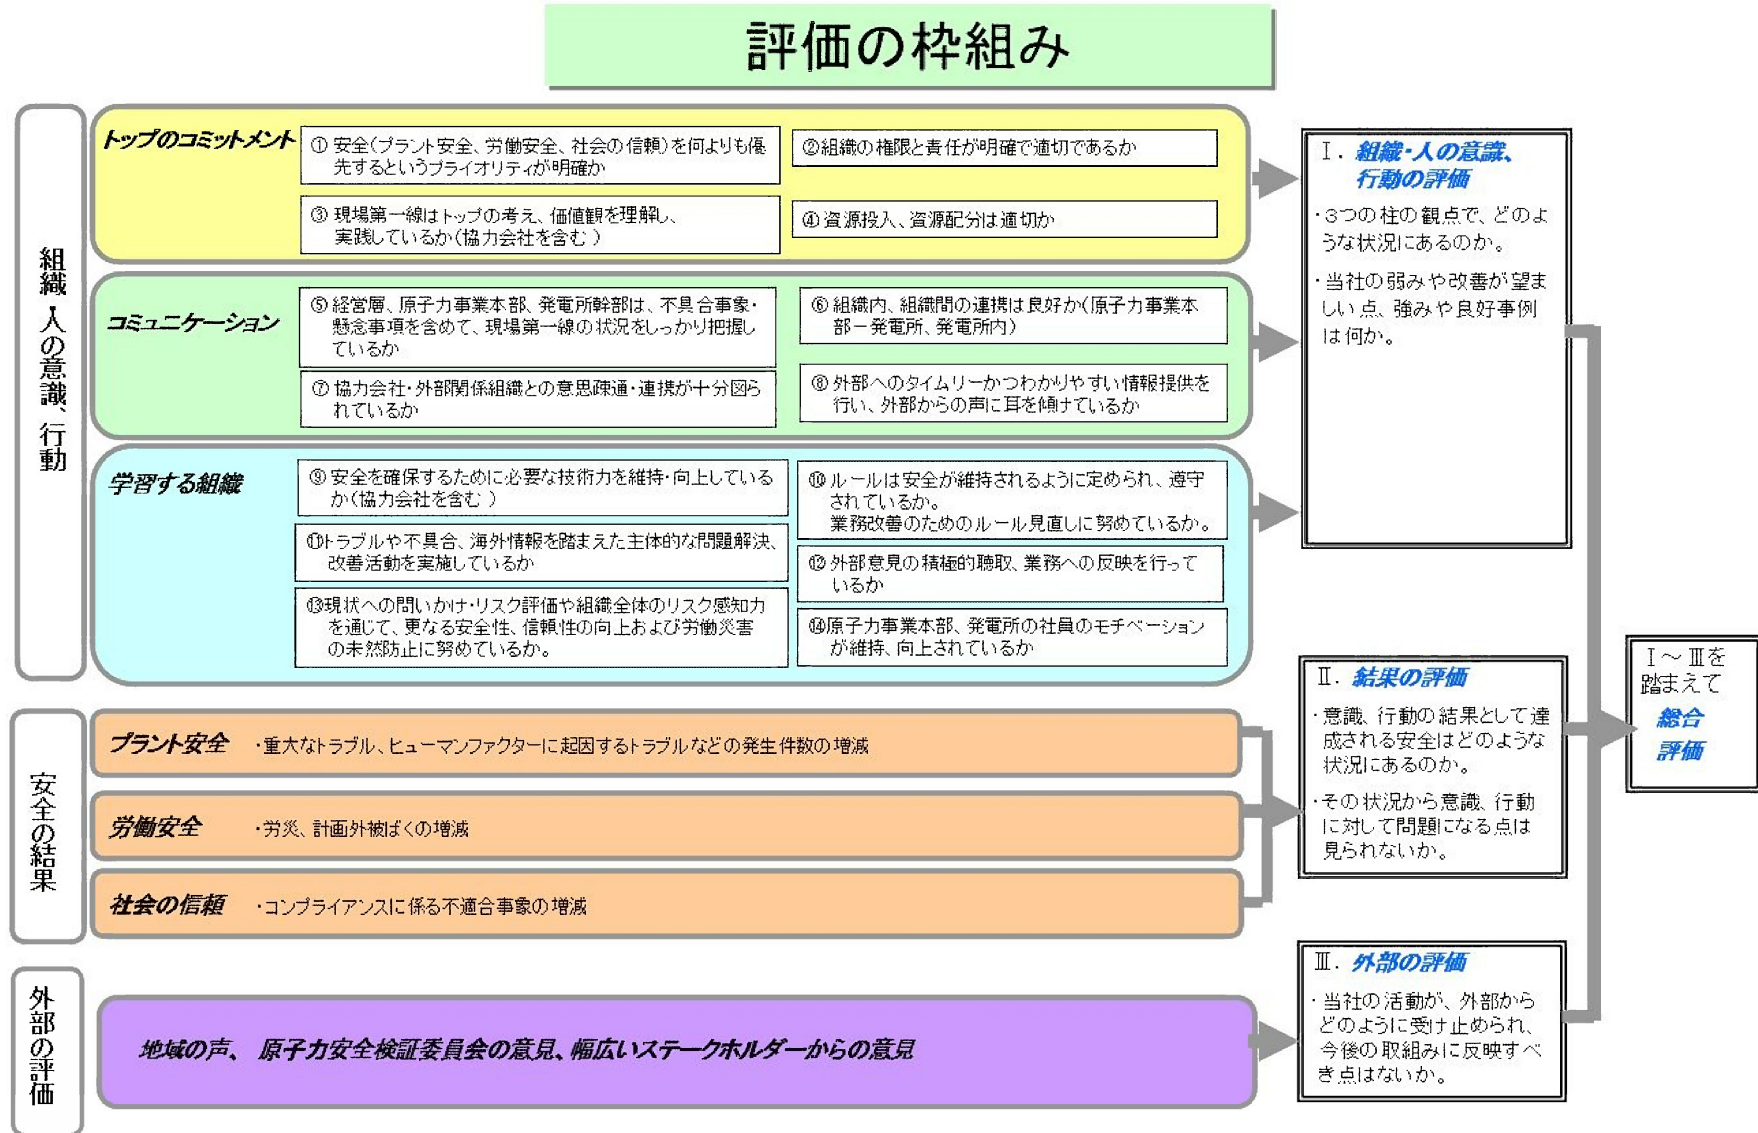 評価の枠組み
組織・人の意識、行動
トップのコミットメント
① 安全(プラント安全、労働安全、社会の信頼)を何よりも優
先するというプライオリティが明確か
②組織の権限と責任が明確で適切であるか
③ 現場第一線はトップの考え、価値観を理解し、
実践しているか(協力会社を含む)
④ 資源投入、資源配分は適切か
コミュニケーション
⑤ 経営層、原子力事業本部、発電所幹部は、不具合事象・
懸念事項を含めて、現場第一線の状況をしっかり把握し
ているか
⑥ 組織内、組織間の連携は良好か(原子力事業本
部－発電所、発電所内)
⑦ 協力会社・外部関係組織との意思疎通・連携が十分図ら
れているか
⑧ 外部へのタイムリーかつわかりやすい情報提供を
行い、外部からの声に耳を傾けているか
学習する組織
⑨ 安全を確保するために必要な技術力を維持・向上している
か(協力会社を含む)
⑩ ルールは安全が維持されるように定められ、遵守
されているか。
業務改善のためのルール見直しに努めているか。
⑪トラブルや不具合、海外情報を踏まえた主体的な問題解決、
改善活動を実施しているか
⑫ 外部意見の積極的聴取、業務への反映を行って
いるか
⑬現状への問いかけ・リスク評価や組織全体のリスク感知力
を通じて、更なる安全性、信頼性の向上および労働災害
の未然防止に努めているか。
⑭原子力事業本部、発電所の社員のモチベーション
が維持、向上されているか
Ⅰ. 組織・人の意識、
行動の評価
・3つの柱の観点で、どのよ
うな状況にあるのか。
・当社の弱みや改善が望ま
しい点、強みや良好事例
は何か。
安全の結果
プラント安全 ・重大なトラブル、ヒューマンファクターに起因するトラブルなどの発生件数の増減
労働安全 ・労災、計画外被ばくの増減
社会の信頼 ・コンプライアンスに係る不適合事象の増減
Ⅱ. 結果の評価
・意識、行動の結果として達
成される安全はどのような
状況にあるのか。
・その状況から意識、行動
に対して問題になる点は
見られないか。
外部の評価
地域の声、 原子力安全検証委員会の意見、幅広いステークホルダーからの意見
Ⅲ. 外部の評価
・当社の活動が、外部から
どのように受け止められ、
今後の取組みに反映すべ
き点はないか。
Ⅰ～Ⅲを
踏まえて
総合
評価